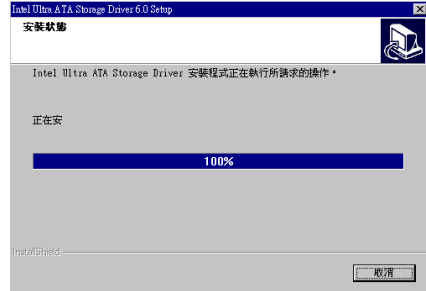 Intel Ultra ATA Storage Driver 6.0 Setup
安裝狀態
Intel Ultra ATA Storage Driver 安裝程式正在執行所請求的操作。
正在安
100%
InstallShield
取消